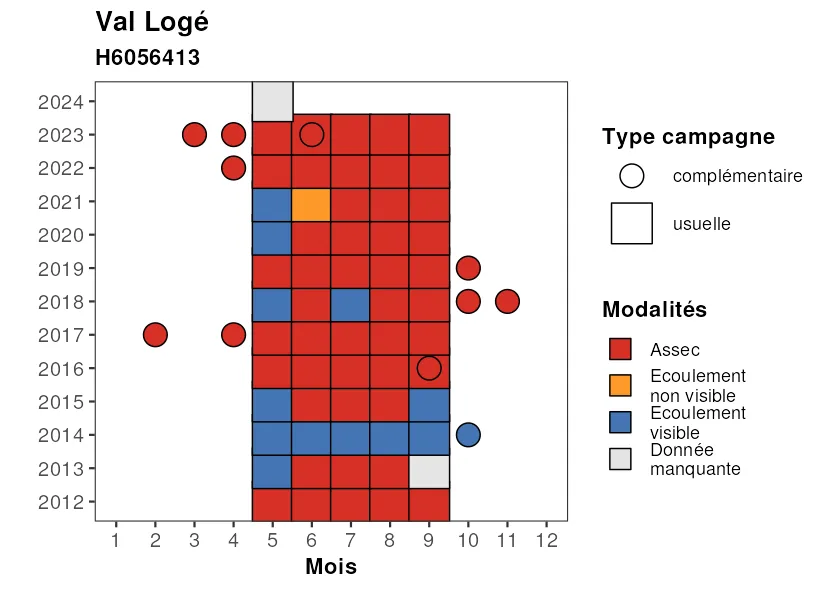 Val Logé
H6056413
2024
2023
2022
2021
2020
2019
2018
2017
2016
2015
2014
2013
2012
1 2 3 4 5 6 7 8 9 10 11 12
Mois
Type campagne
complémentaire
usuelle
Modalités
Assec
Ecoulement
non visible
Ecoulement
visible
Donnée
manquante